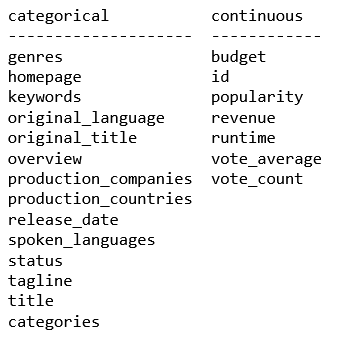 categorical           continuous
--------------------  ------------
genres                budget
homepage              id
keywords              popularity
original_language     revenue
original_title        runtime
overview              vote_average
production_companies  vote_count
production_countries
release_date
spoken_languages
status
tagline
title
categories